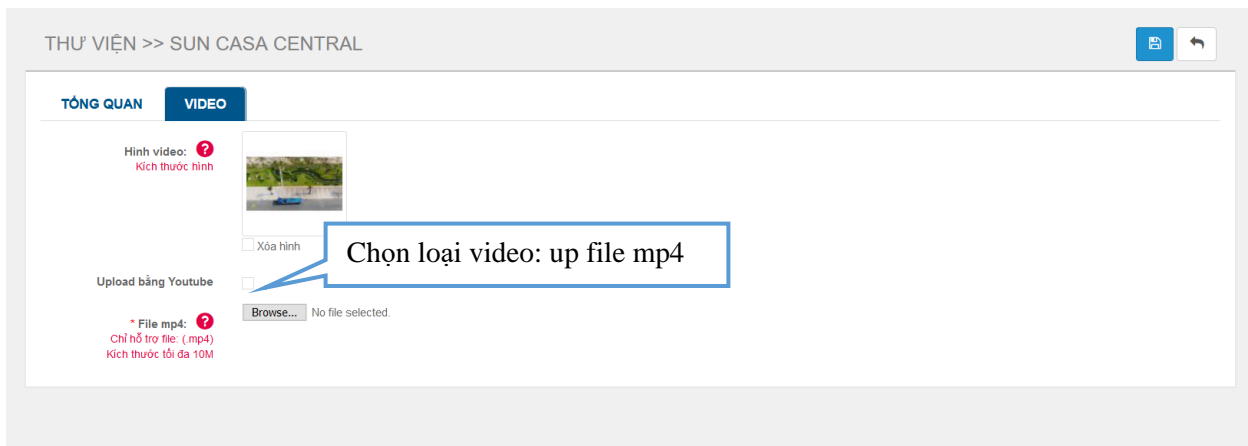 THƯ VIỆN >> SUN CASA CENTRAL
TỔNG QUAN
VIDEO
Hình video:
Kích thước hình
Xóa hình
Chọn loại video: up file mp4
Upload bằng Youtube
* File mp4:
Browse... No file selected.
Chỉ hỗ trợ file: (.mp4)
Kích thước tối đa 10M